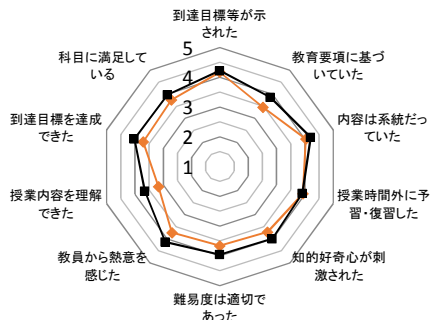 到達目標等が示
された
教育要項に基づ
いていた
内容は系統だっ
ていた
授業時間外に予
習・復習した
知的好奇心が刺
激された
難易度は適切で
あった
教員から熱意を
感じた
授業内容を理解
できた
到達目標を達成
できた
科目に満足して
いる
5
4
3
2
1